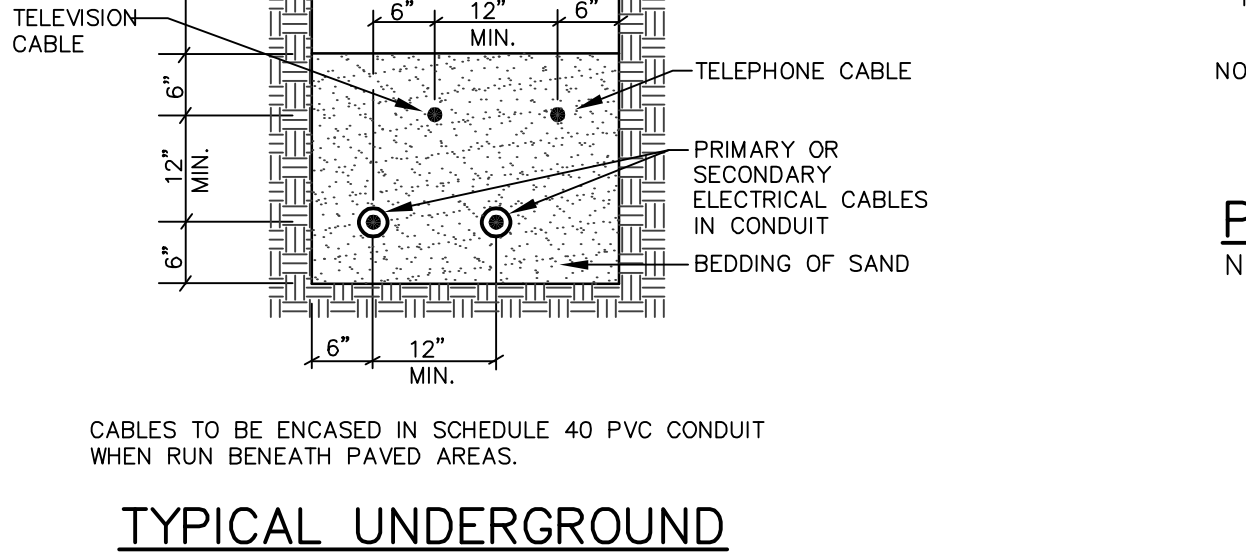 TELEVISION
CABLE
6"
12"
6"
MIN.
TELEPHONE CABLE
6"
12"
MIN.
PRIMARY OR
SECONDARY
ELECTRICAL CABLES
IN CONDUIT
6"
BEDDING OF SAND
6"
12"
MIN.
CABLES TO BE ENCASED IN SCHEDULE 40 PVC CONDUIT
WHEN RUN BENEATH PAVED AREAS.
TYPICAL UNDERGROUND
NO
P
N